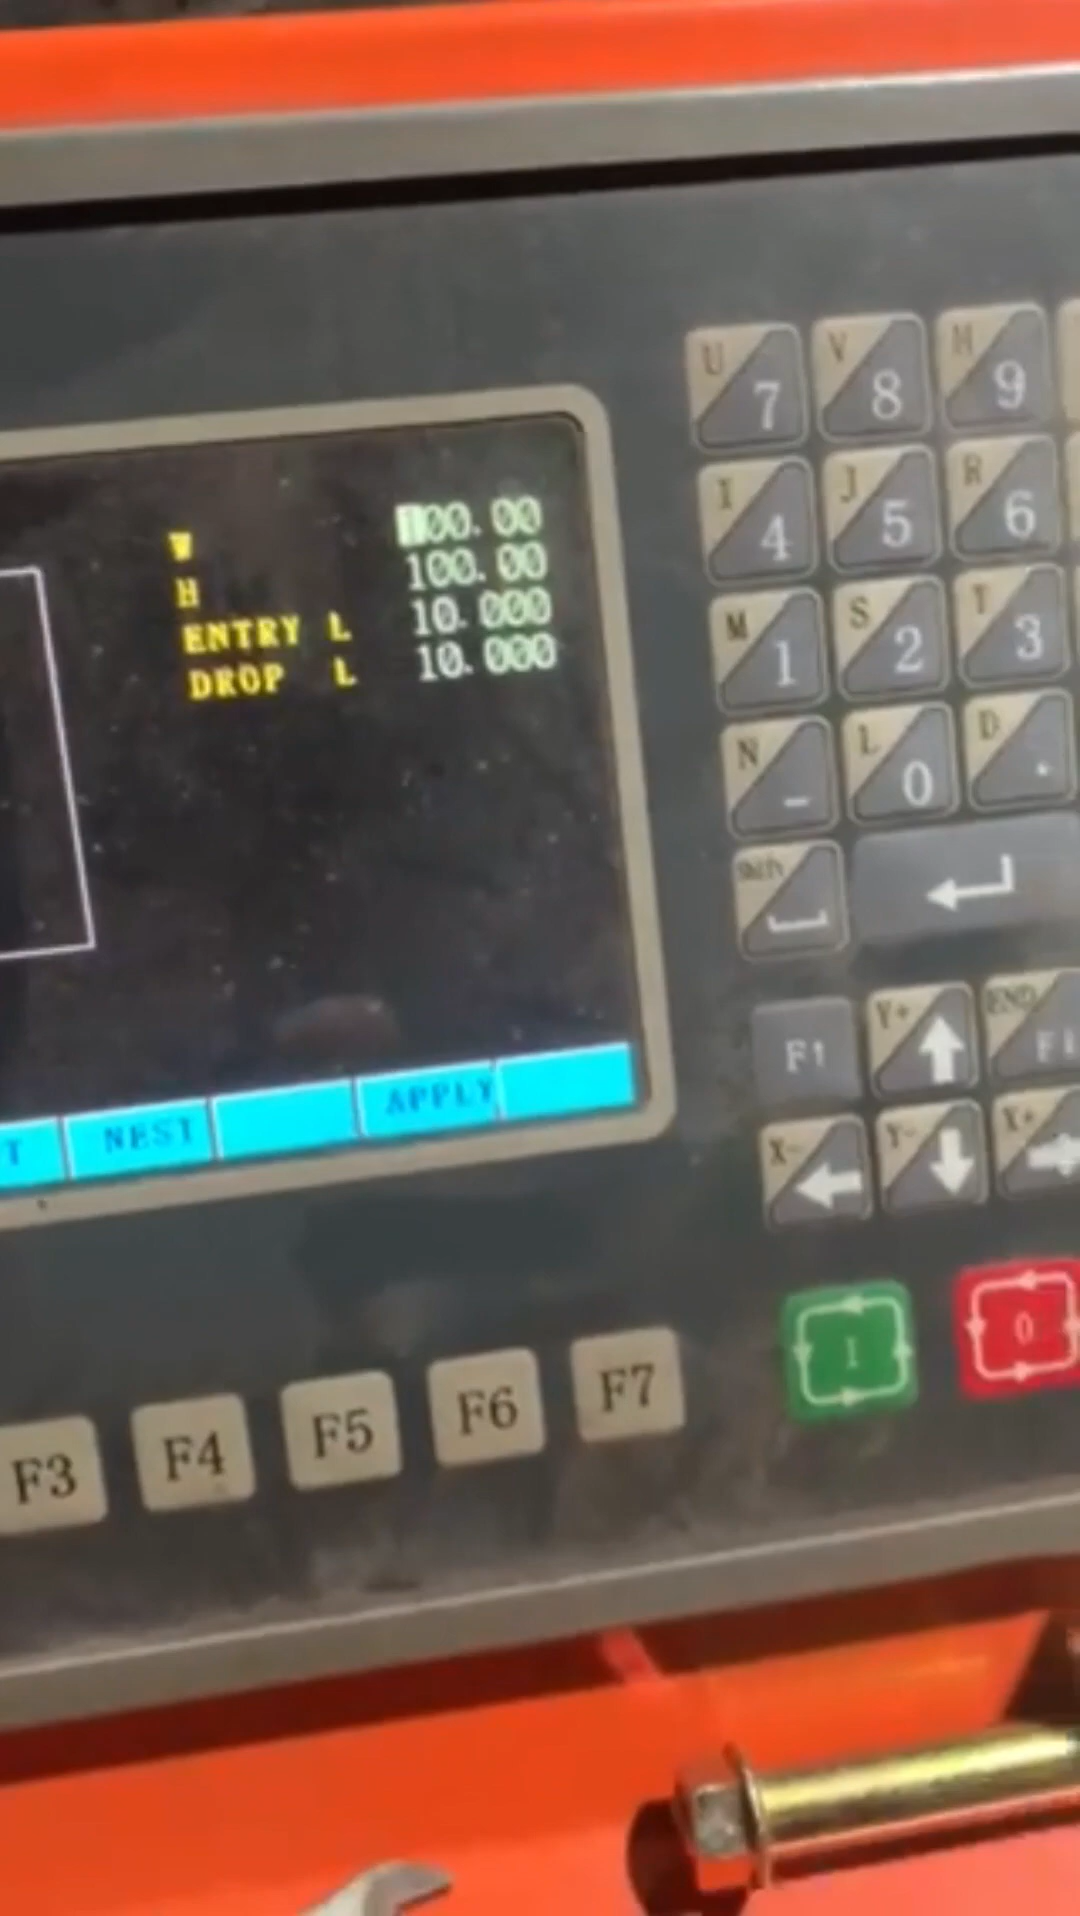 W 100.00
H 100.00
ENTRY L 10.000
DROP L 10.000
T NEST APPLY
U 7 V 8 9
I 4 J 5 R 6
M 1 S 2 T 3
N - L 0 D .
Shift
F1 Y+ END F1
X- Y- X+
I 0
F3 F4 F5 F6 F7